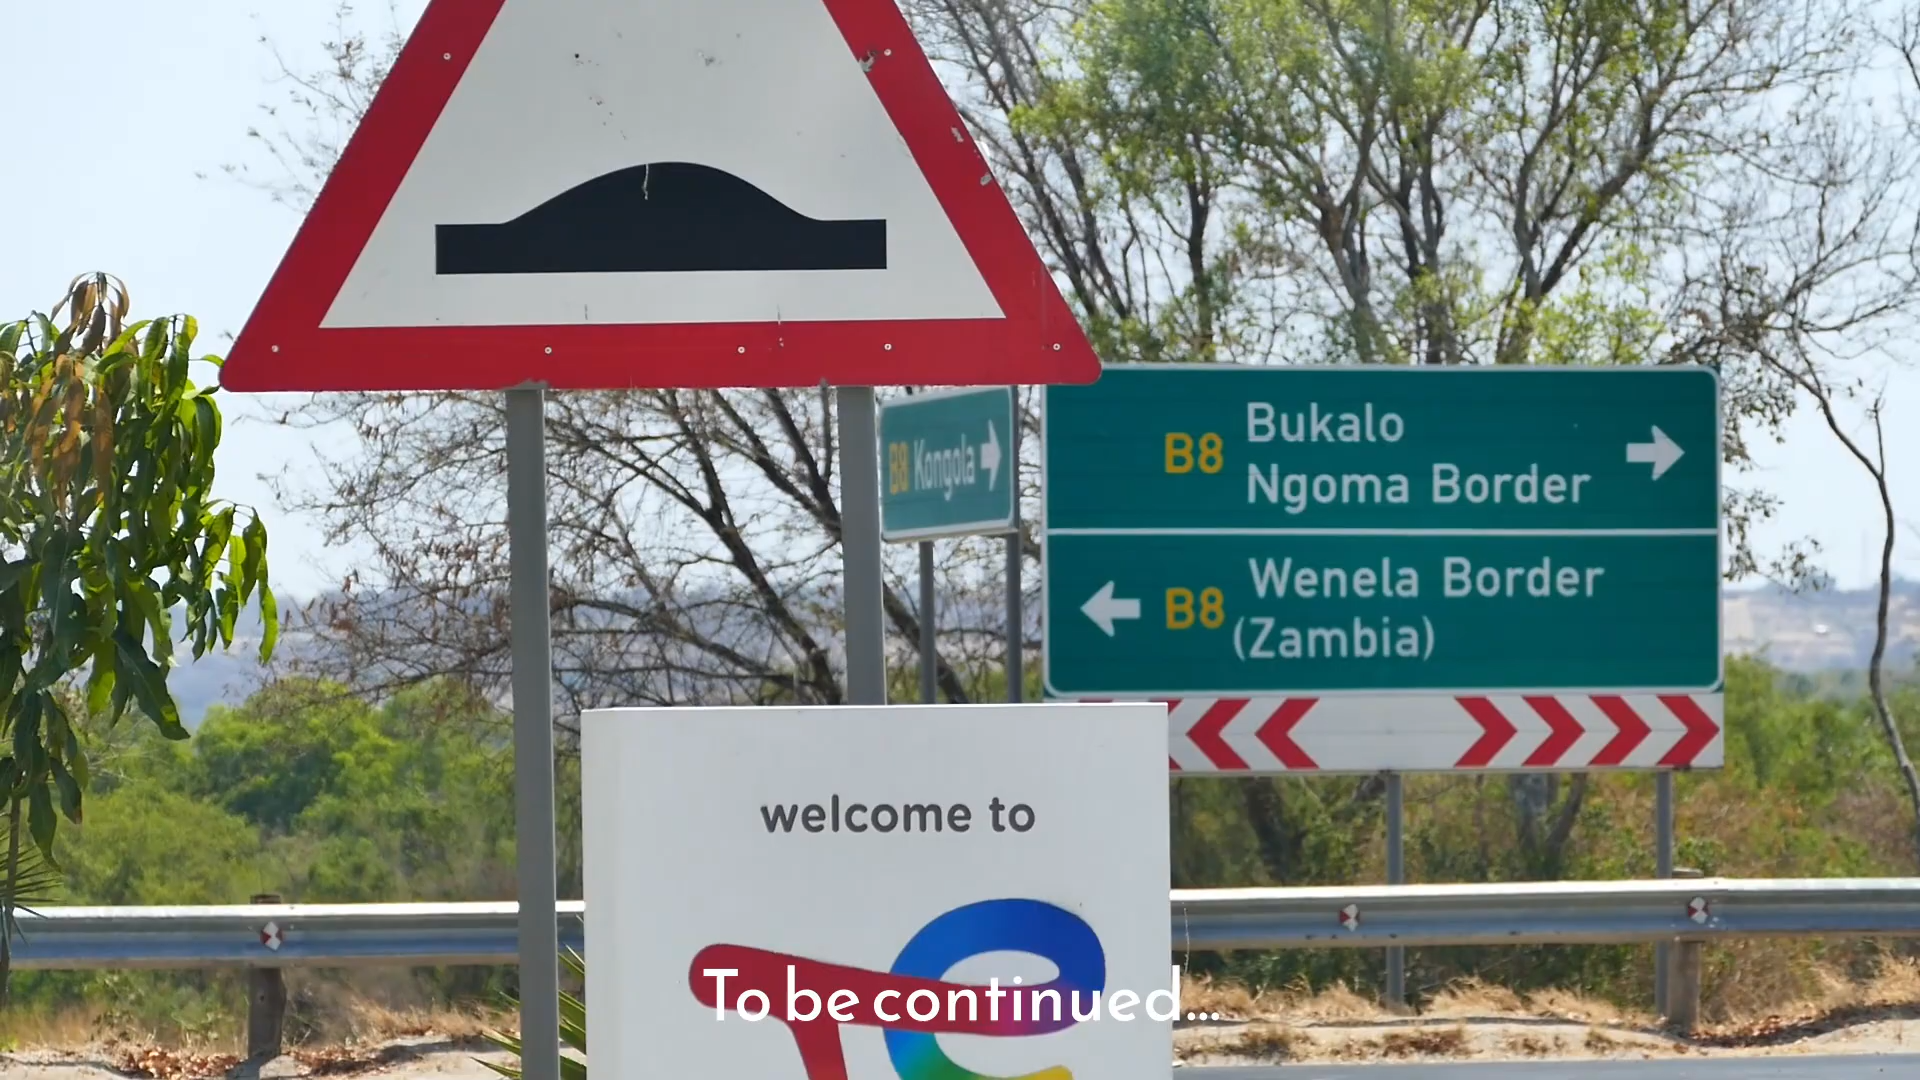 B8 Kongola
B8 Bukalo
Ngoma Border
B8 Wenela Border
(Zambia)
welcome to
To be continued...